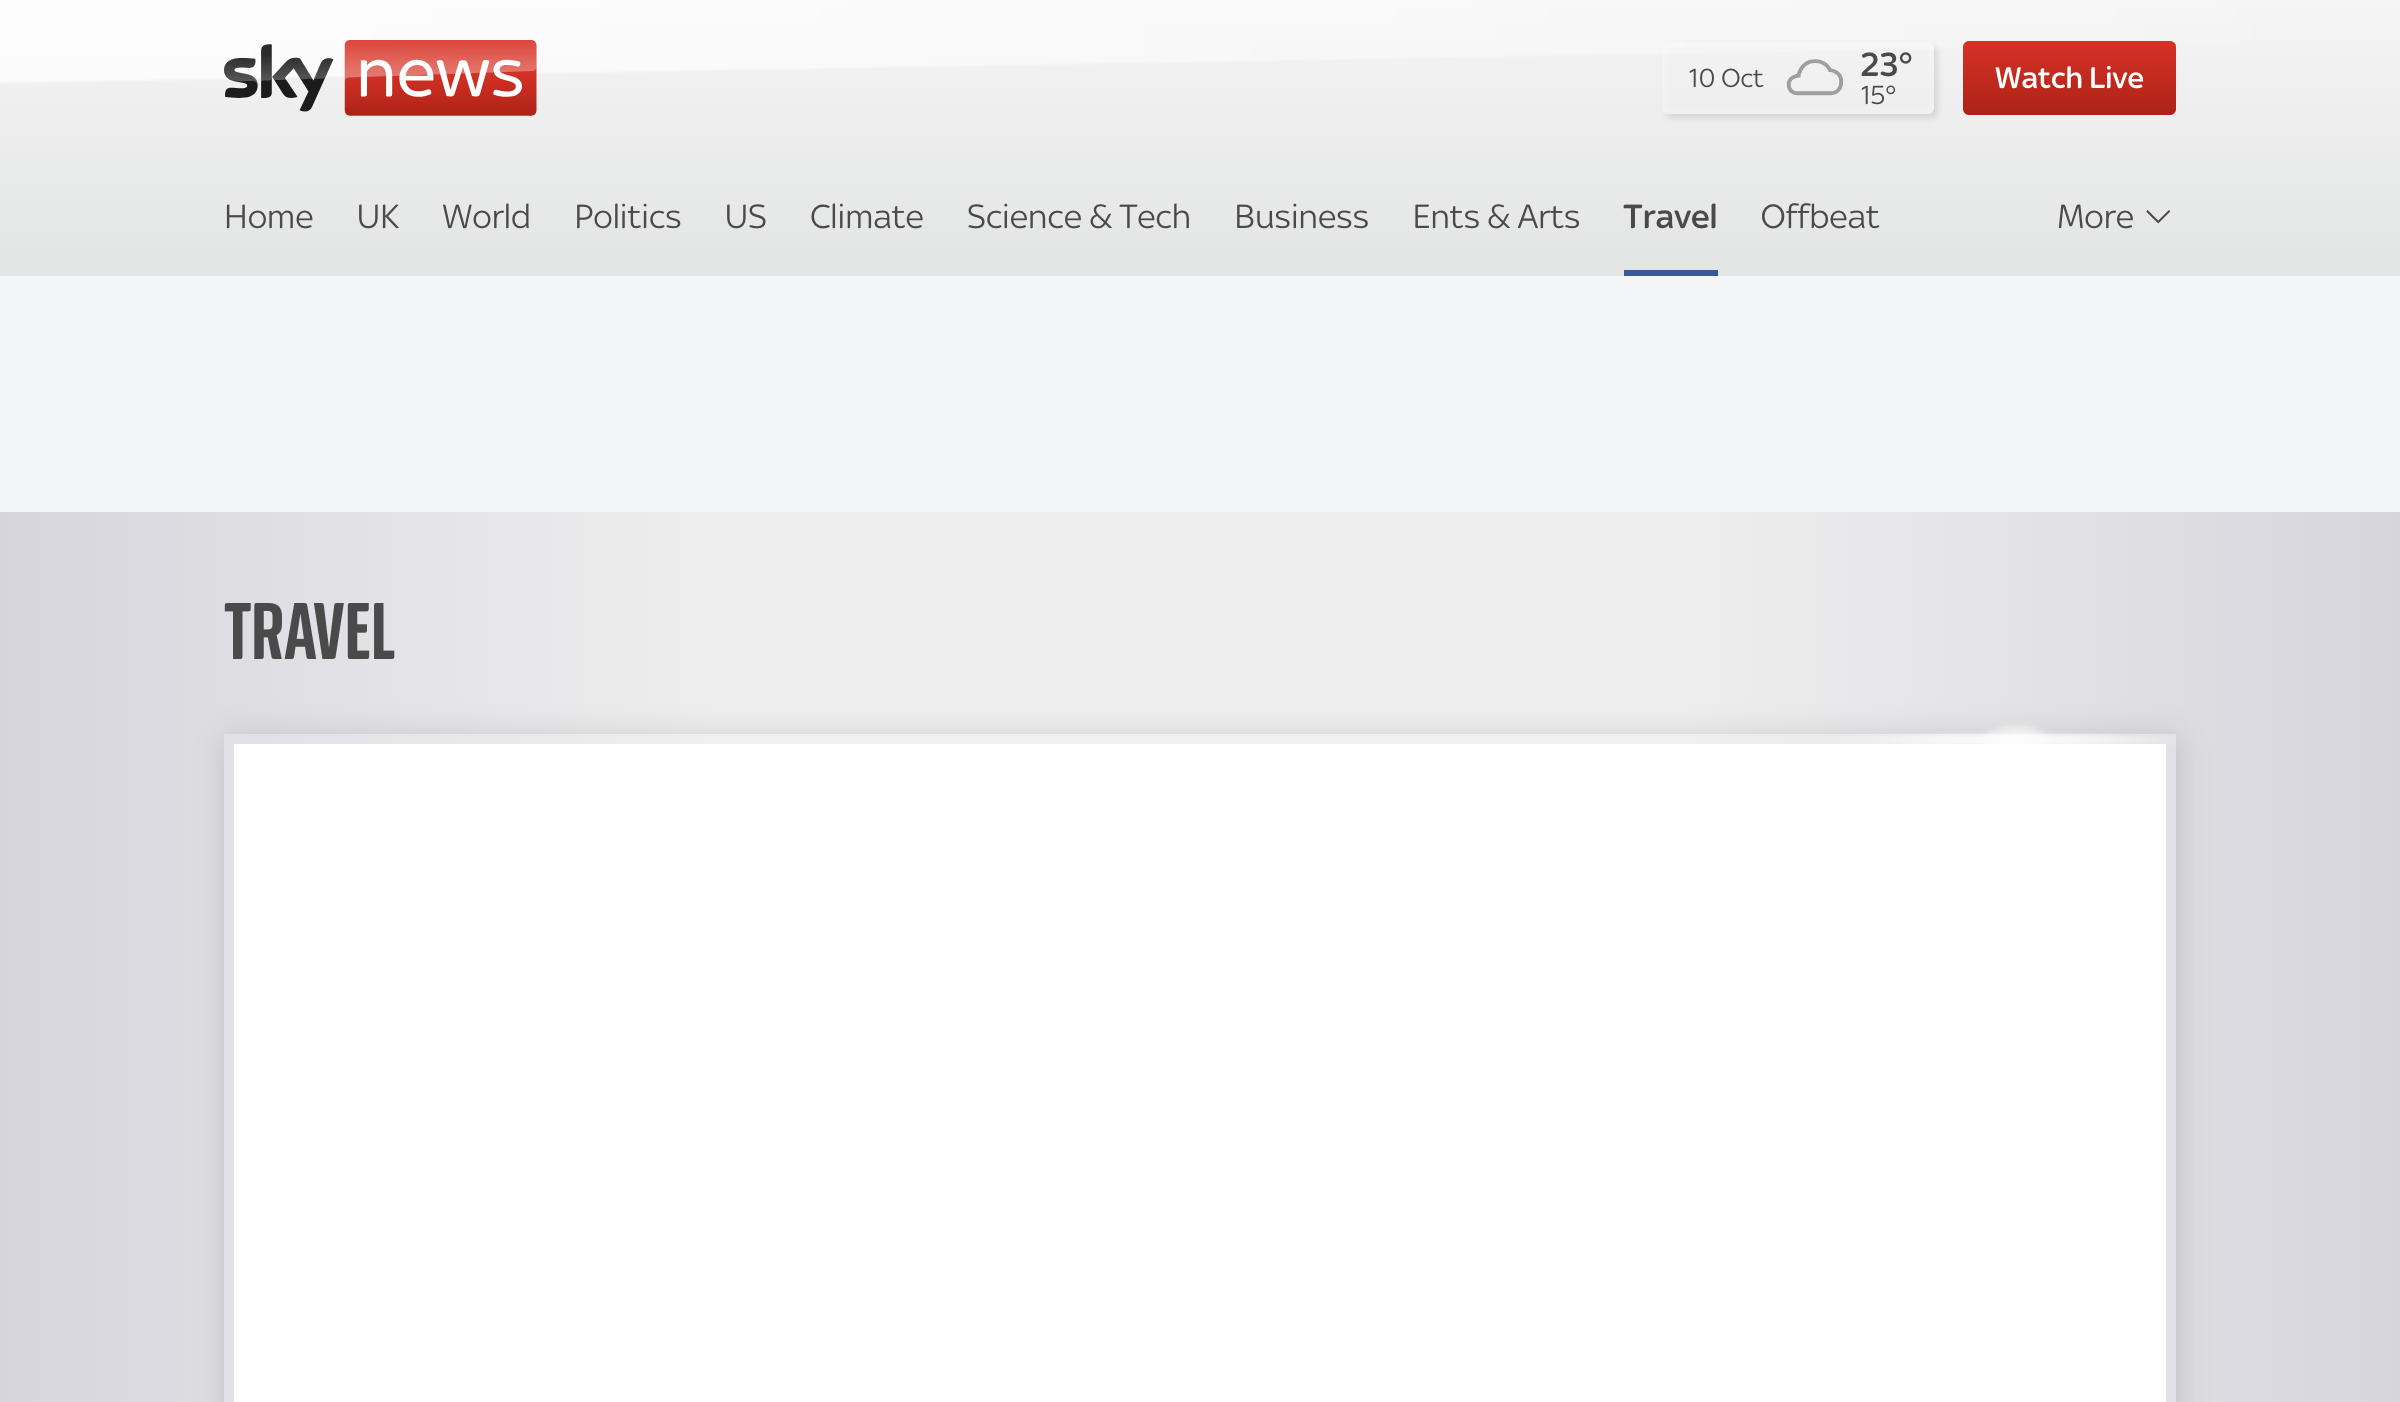 sky news
10 Oct
23°
15°
Watch Live
Home UK World Politics US Climate Science & Tech Business Ents & Arts Travel Offbeat More
TRAVEL